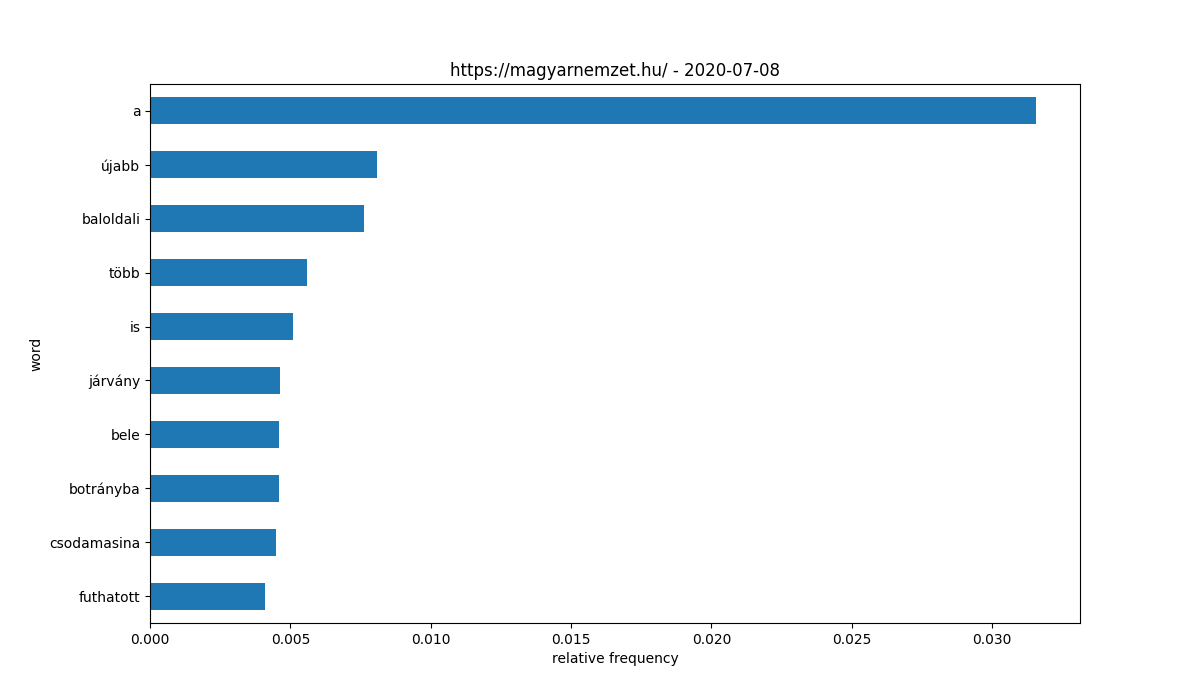 https://magyarnemzet.hu/ - 2020-07-08
a
újabb
baloldali
több
is
járvány
bele
botrányba
csodamasina
futhatott
word
0.000 0.005 0.010 0.015 0.020 0.025 0.030
relative frequency